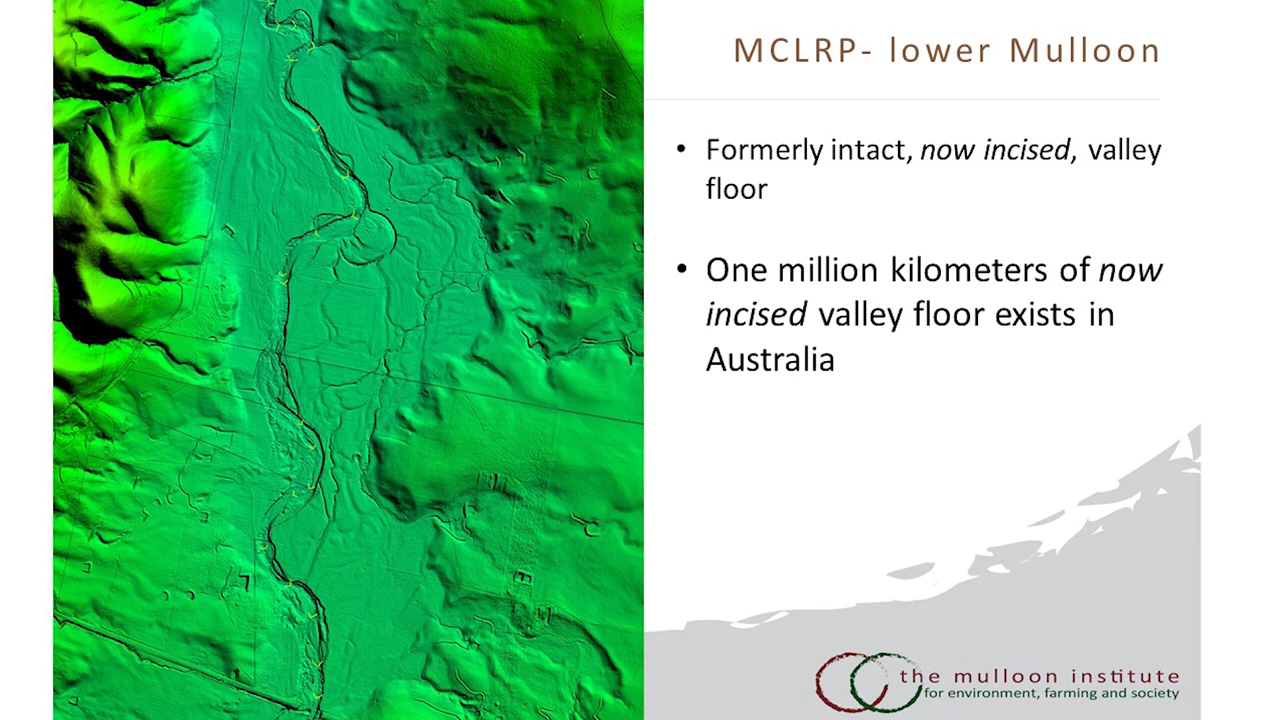 MCLRP- lower Mulloon
• Formerly intact, now incised, valley
floor
• One million kilometers of now
incised valley floor exists in
Australia
the mulloon institute
for environment, farming and society